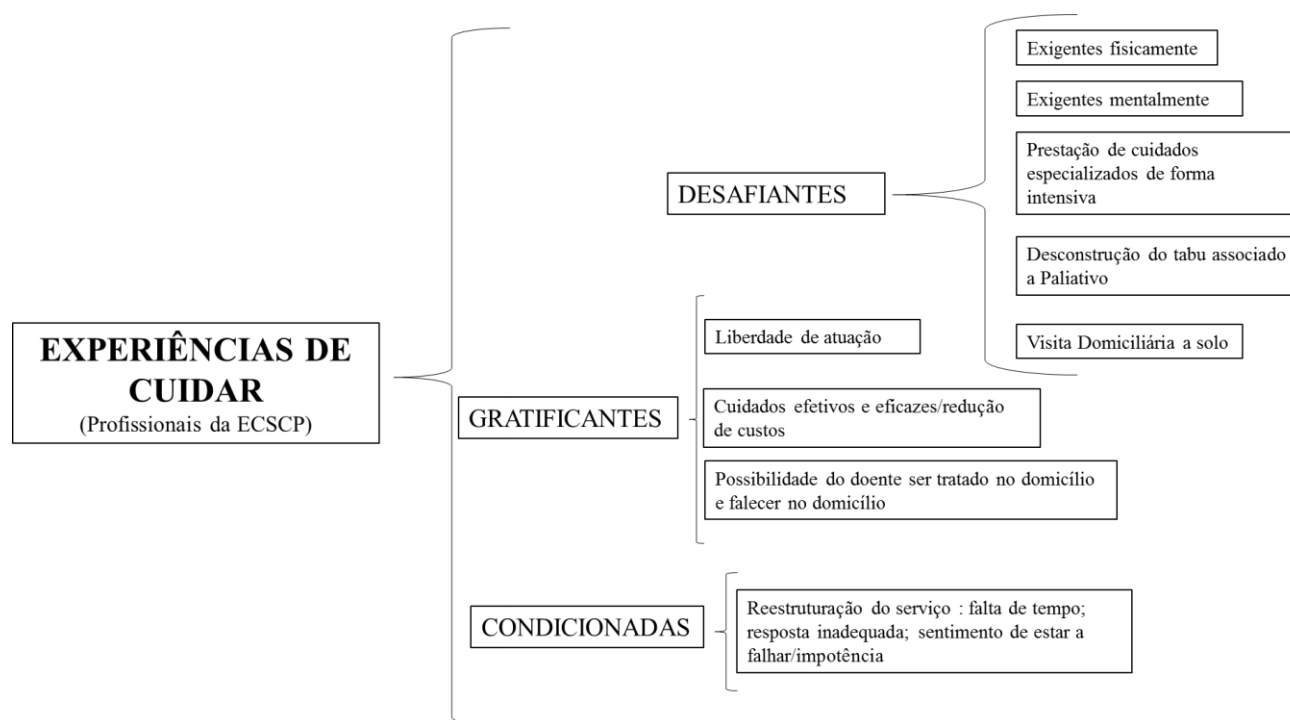 EXPERIÊNCIAS DE
CUIDAR
(Profissionais da ECSCP)
DESAFIANTES
Exigentes fisicamente
Exigentes mentalmente
Prestação de cuidados
especializados de forma
intensiva
Desconstrução do tabu associado
a Paliativo
Visita Domiciliária a solo
GRATIFICANTES
Liberdade de atuação
Cuidados efetivos e eficazes/redução
de custos
Possibilidade do doente ser tratado no domicílio
e falecer no domicílio
CONDICIONADAS
Reestruturação do serviço : falta de tempo;
resposta inadequada; sentimento de estar a
falhar/impotência